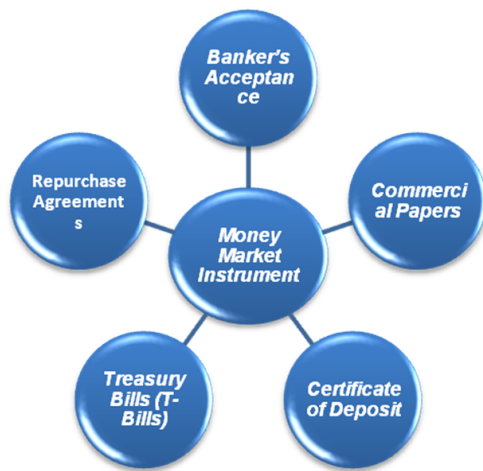 Banker's
Acceptan
ce
Repurchase
Agreement
s
Commerci
al Papers
Money
Market
Instrument
Treasury
Bills (T-
Bills)
Certificate
of Deposit